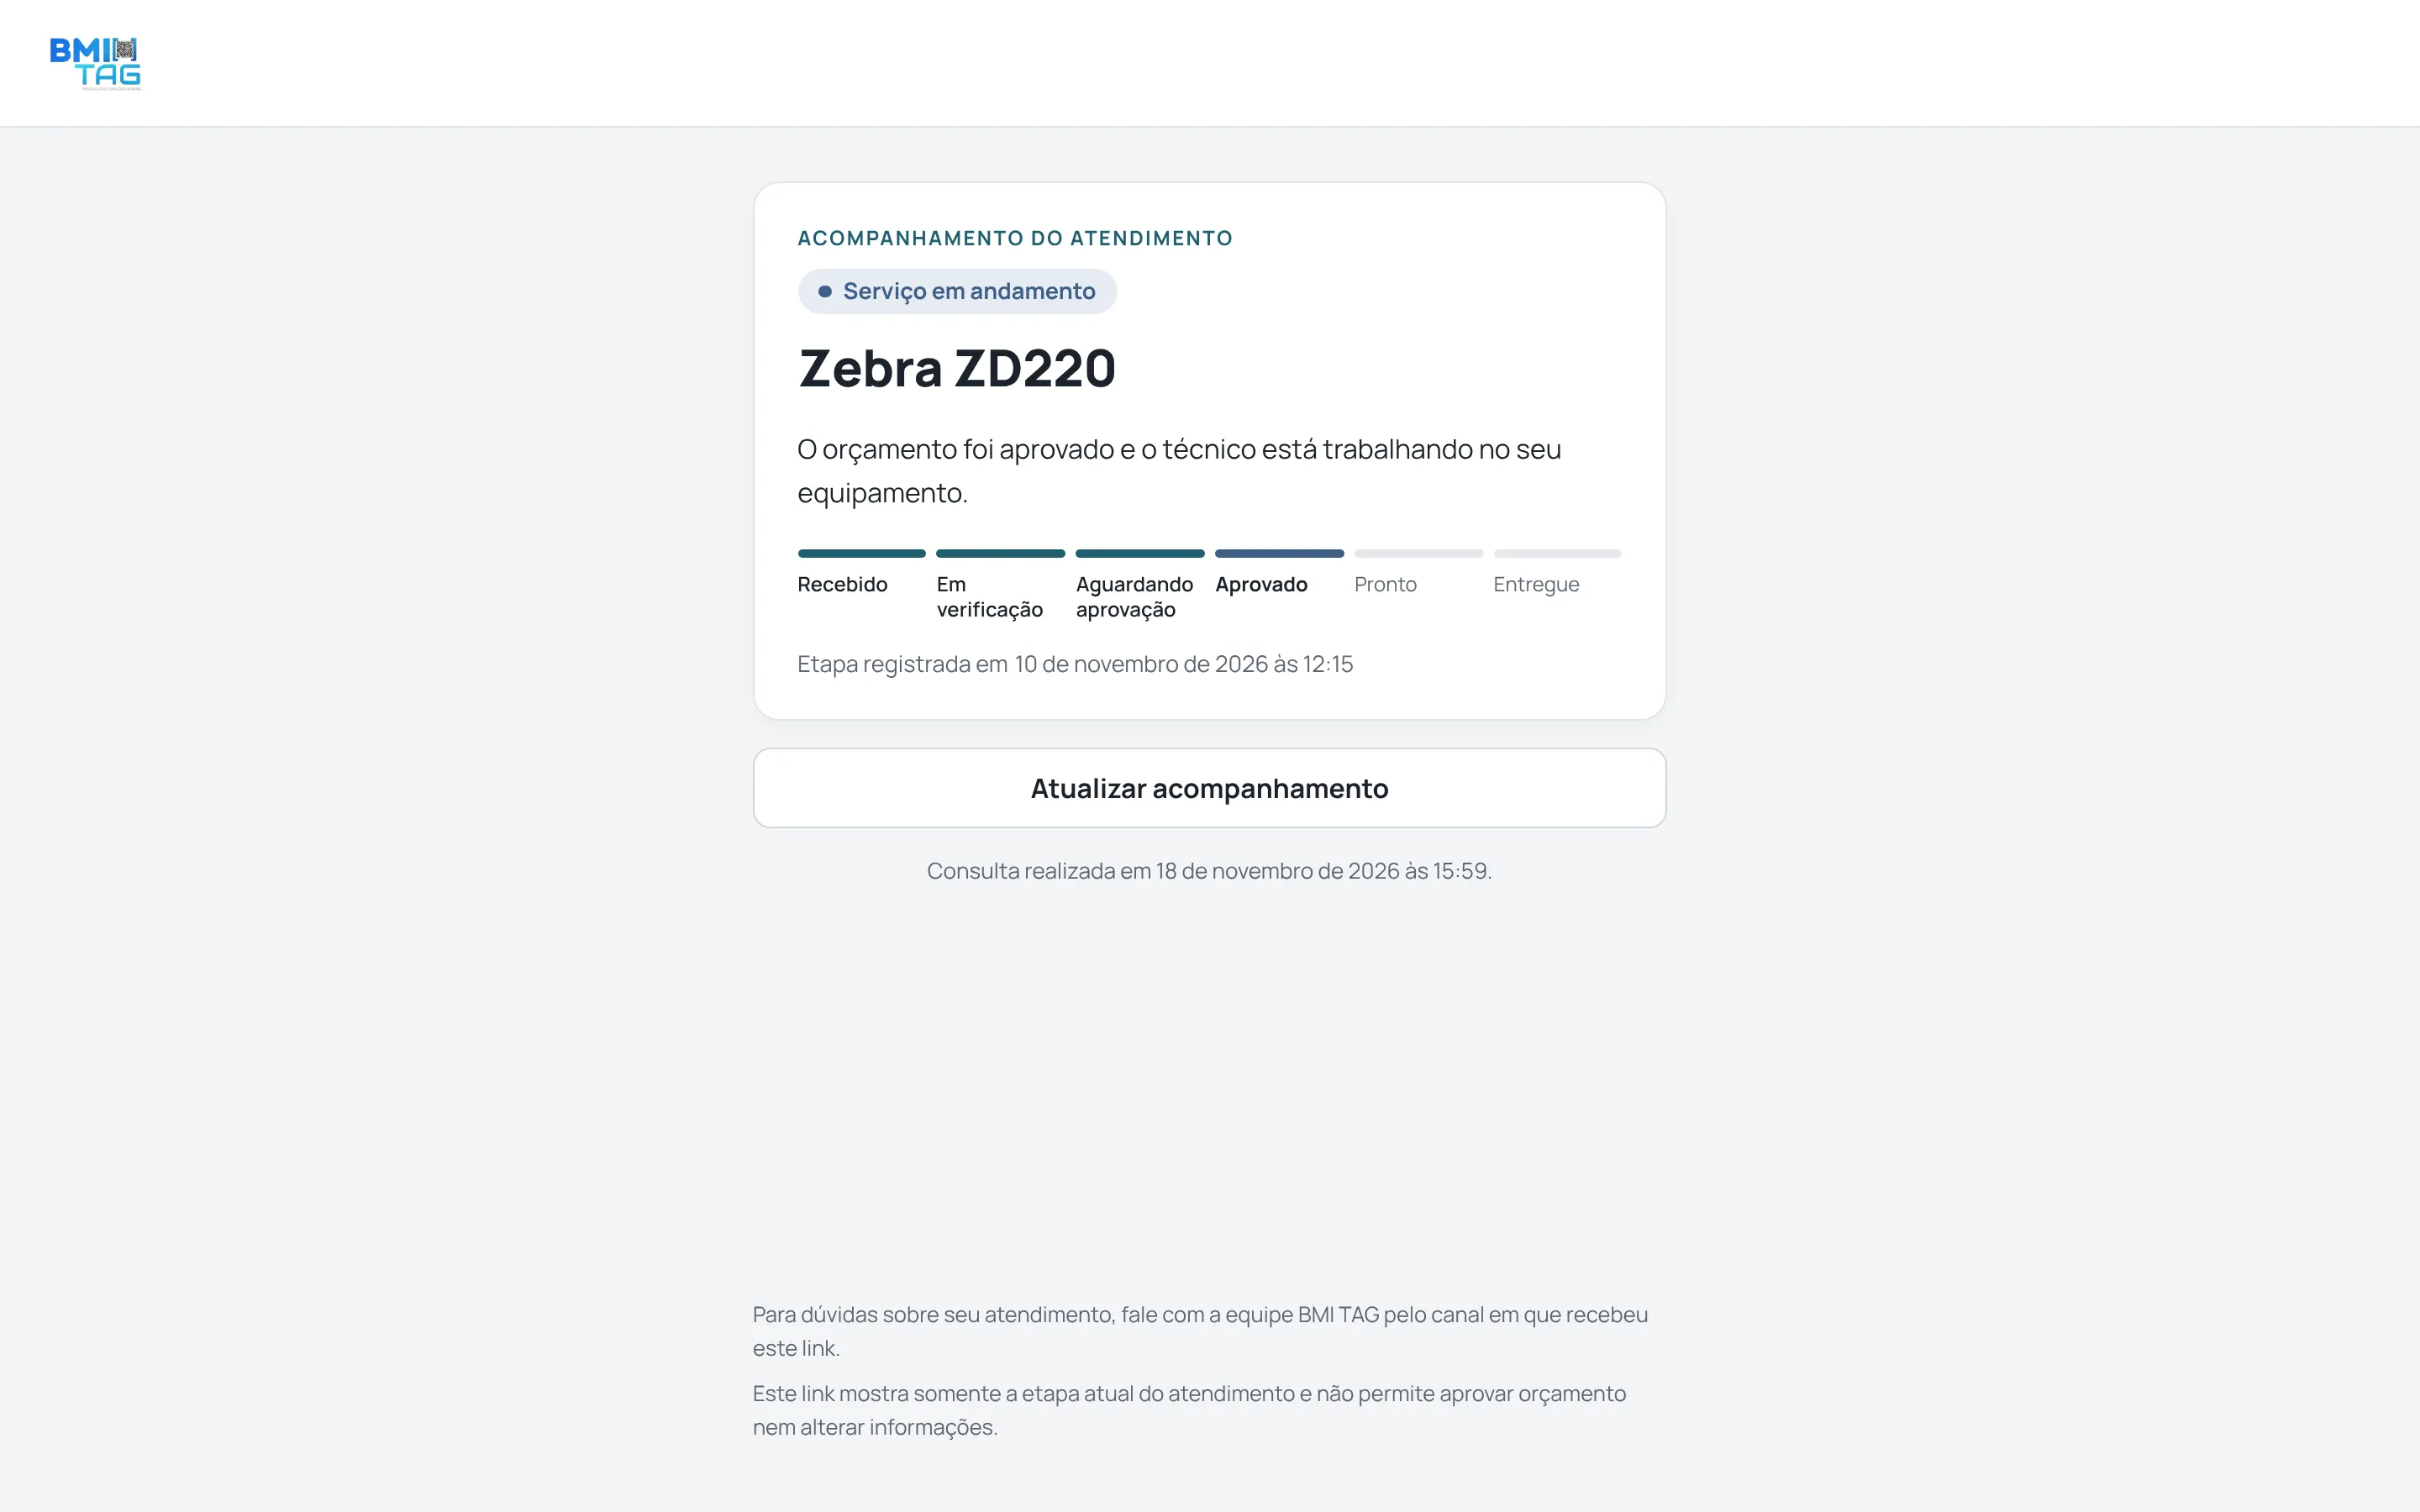 BMI
TAG
ACOMPANHAMENTO DO ATENDIMENTO
Serviço em andamento
Zebra ZD220
O orçamento foi aprovado e o técnico está trabalhando no seu
equipamento.
Recebido
Em
verificação
Aguardando
aprovação
Aprovado
Pronto
Entregue
Etapa registrada em 10 de novembro de 2026 às 12:15
Atualizar acompanhamento
Consulta realizada em 18 de novembro de 2026 às 15:59.
Para dúvidas sobre seu atendimento, fale com a equipe BMI TAG pelo canal em que recebeu
este link.
Este link mostra somente a etapa atual do atendimento e não permite aprovar orçamento
nem alterar informações.